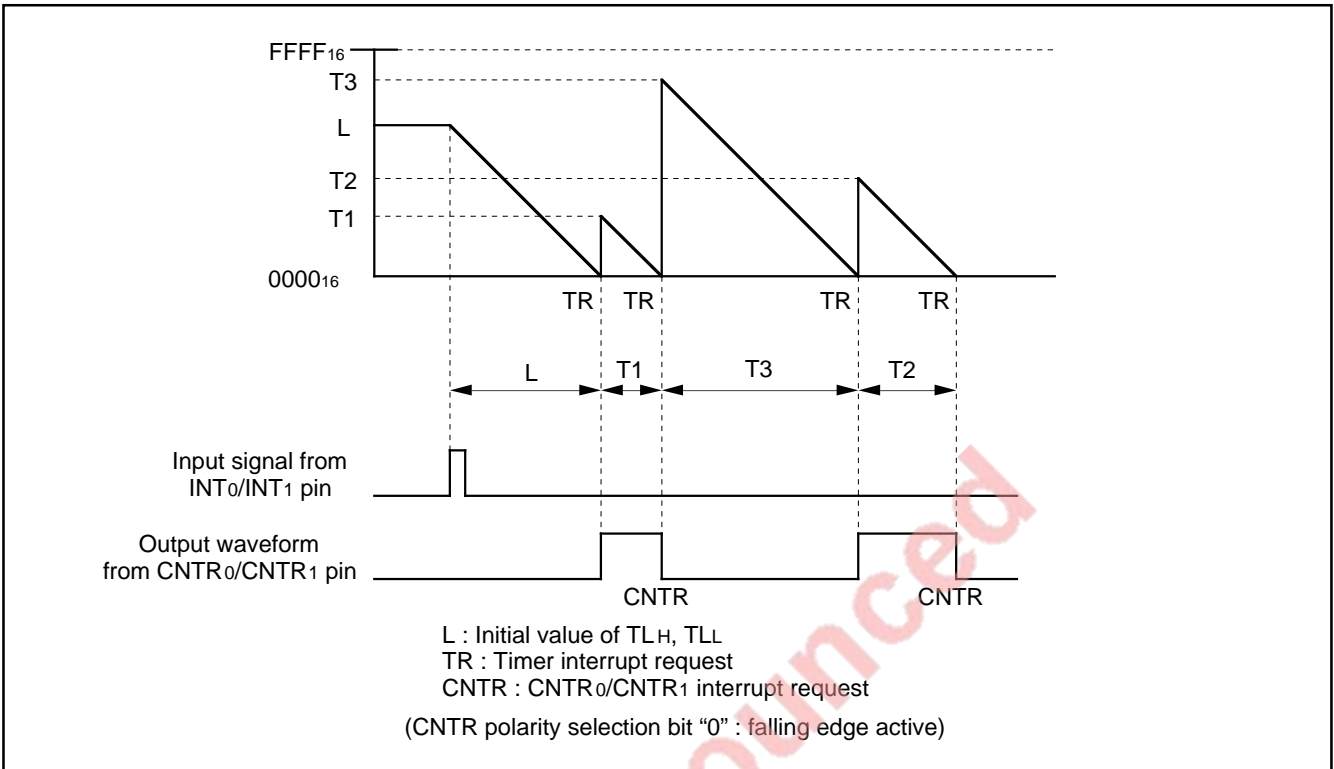 FFFF16
T3
L
T2
T1
000016
TR TR TR TR
L T1 T3 T2
Input signal from
INT0/INT1 pin
Output waveform
from CNTR0/CNTR1 pin
CNTR CNTR
L : Initial value of TLH, TLL
TR : Timer interrupt request
CNTR : CNTR0/CNTR1 interrupt request
(CNTR polarity selection bit “0” : falling edge active)